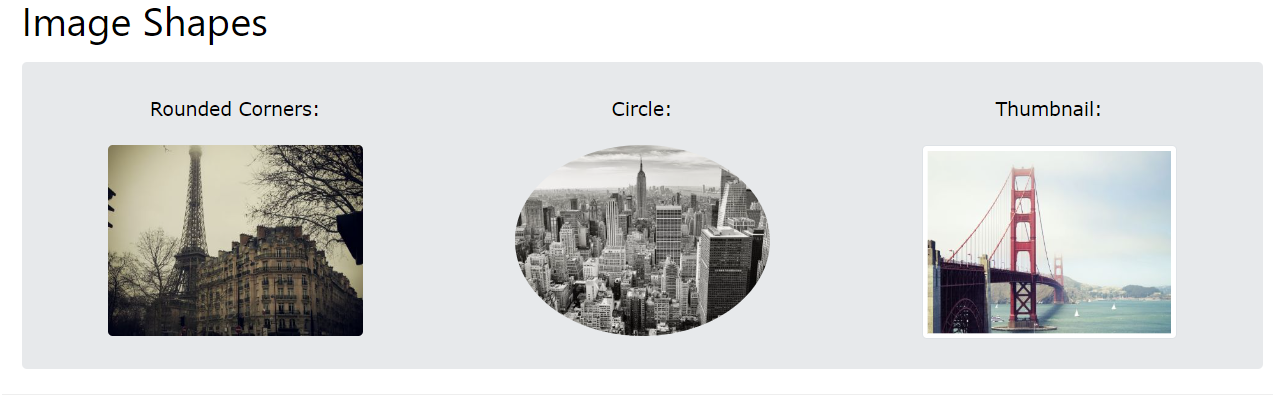 Image Shapes
Rounded Corners:
Circle:
Thumbnail: